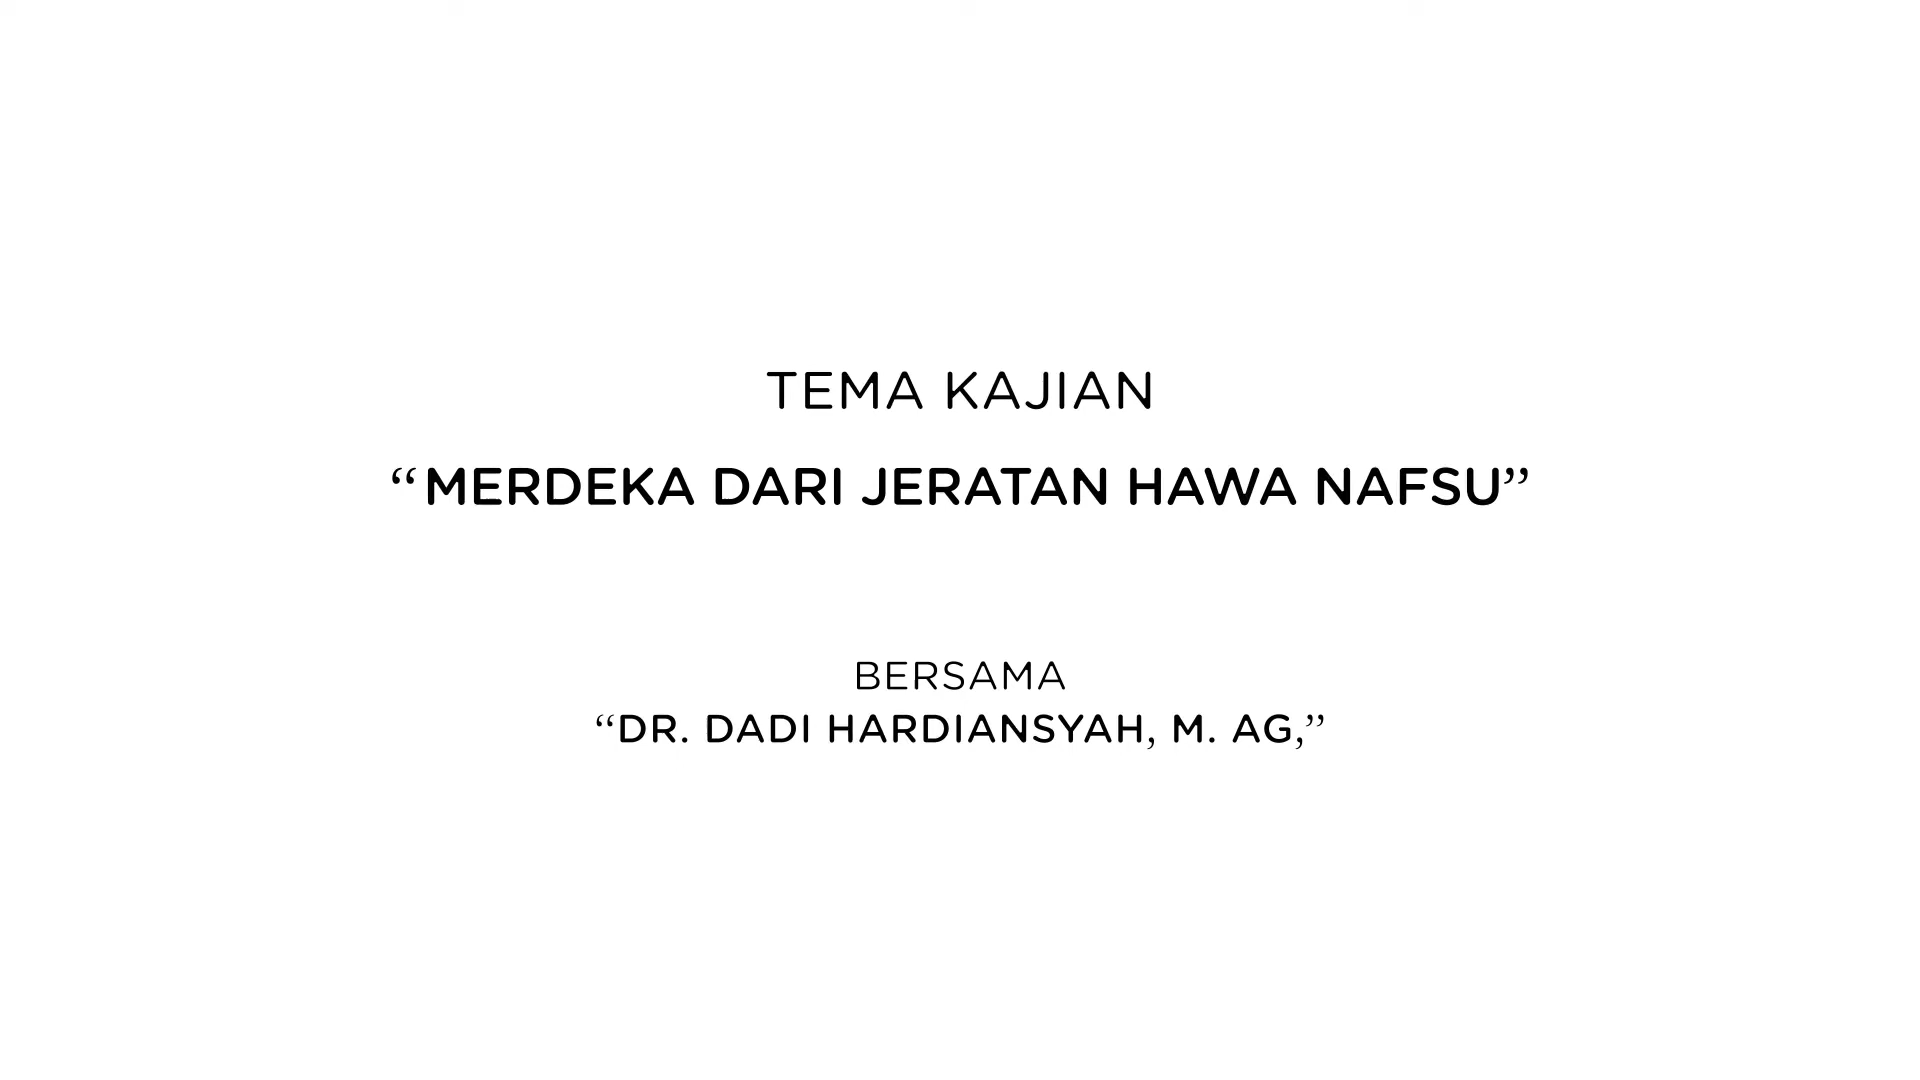 TEMA KAJIAN
“MERDEKA DARI JERATAN HAWA NAFSU”
BERSAMA
“DR. DADI HARDIANSYAH, M. AG,”